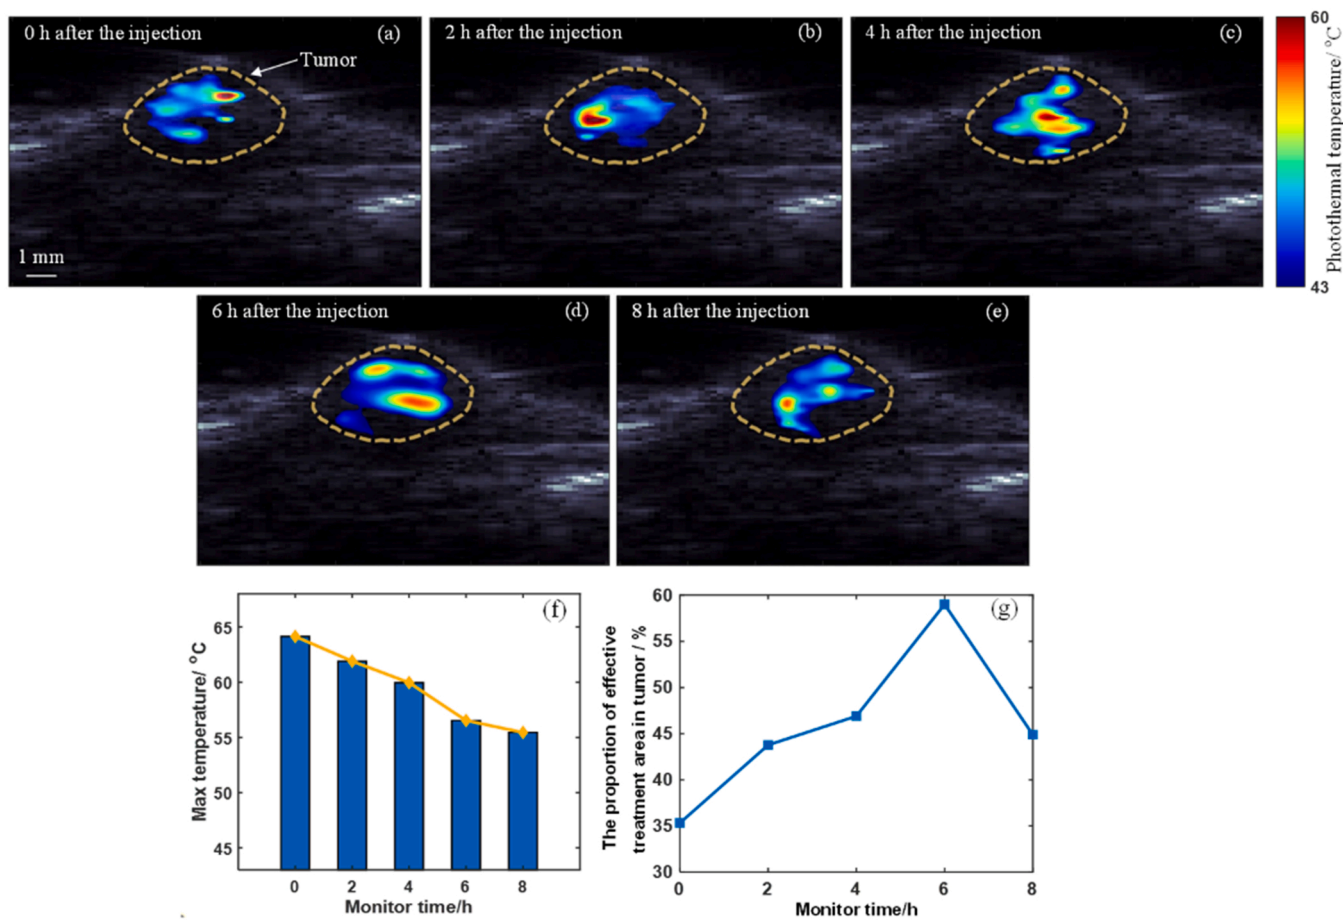 0 h after the injection
(a)
Tumor
1 mm
2 h after the injection
(b)
4 h after the injection
(c)
60
43
Photothermal temperature/ °C
6 h after the injection
(d)
8 h after the injection
(e)
(f)
Max temperature/ °C
65
60
55
50
45
0 2 4 6 8
Monitor time/h
(g)
The proportion of effective
treatment area in tumor / %
60
55
50
45
40
35
30
0 2 4 6 8
Monitor time/h